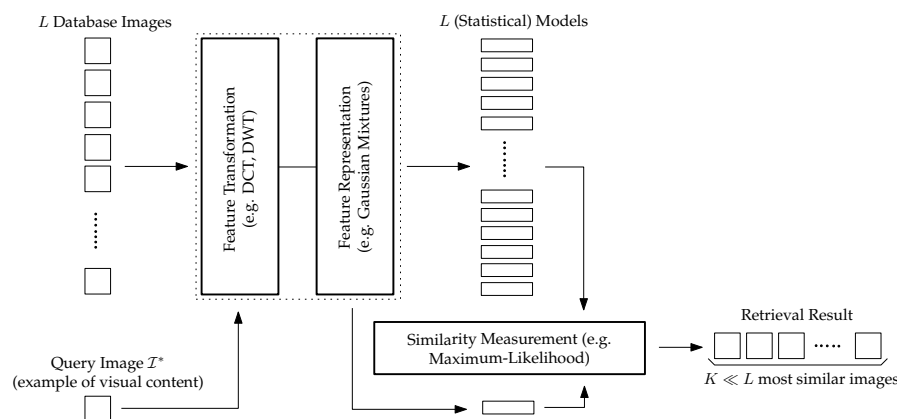 L Database Images
L (Statistical) Models
Feature Transformation
(e.g. DCT, DWT)
Feature Representation
(e.g. Gaussian Mixtures)
Similarity Measurement (e.g.
Maximum-Likelihood)
Retrieval Result
K ≪ L most similar images
Query Image 𝓘*
(example of visual content)